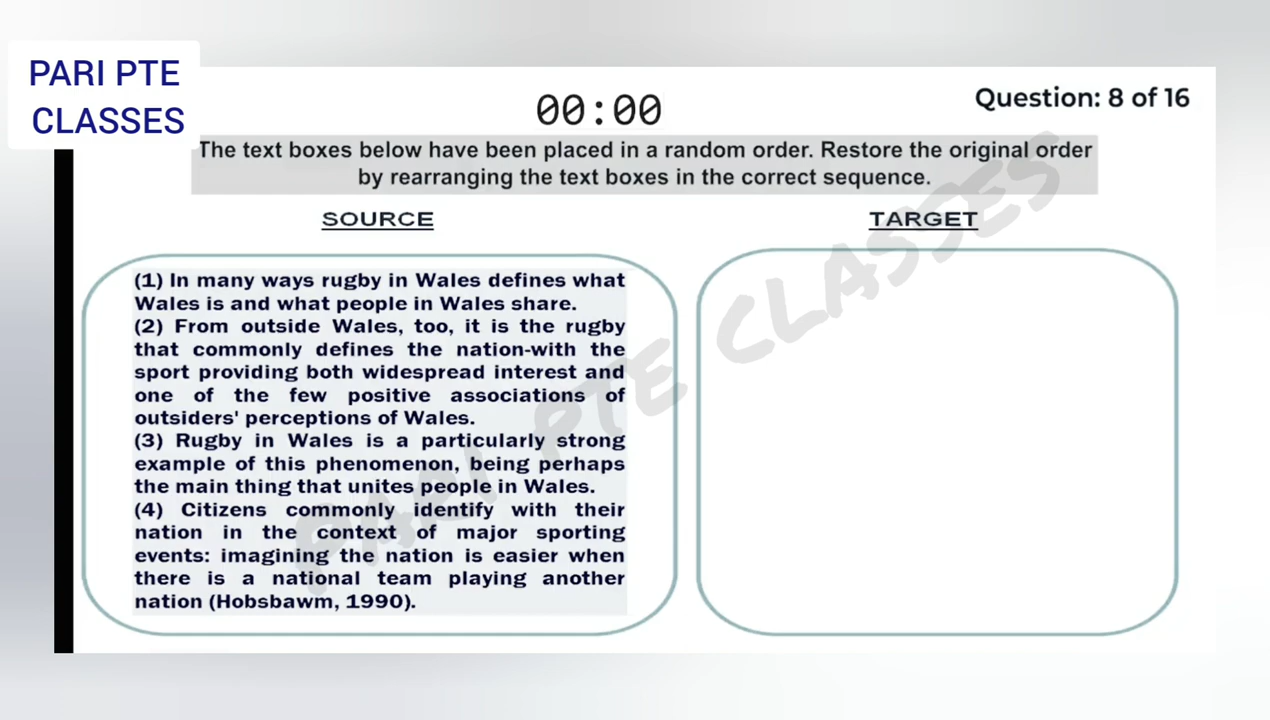 PARI PTE
CLASSES
00:00
Question: 8 of 16
The text boxes below have been placed in a random order. Restore the original order
by rearranging the text boxes in the correct sequence.
SOURCE
TARGET
(1) In many ways rugby in Wales defines what
Wales is and what people in Wales share.
(2) From outside Wales, too, it is the rugby
that commonly defines the nation-with the
sport providing both widespread interest and
one of the few positive associations of
outsiders' perceptions of Wales.
(3) Rugby in Wales is a particularly strong
example of this phenomenon, being perhaps
the main thing that unites people in Wales.
(4) Citizens commonly identify with their
nation in the context of major sporting
events: imagining the nation is easier when
there is a national team playing another
nation (Hobsbawm, 1990).
PARI PTE CLASSES